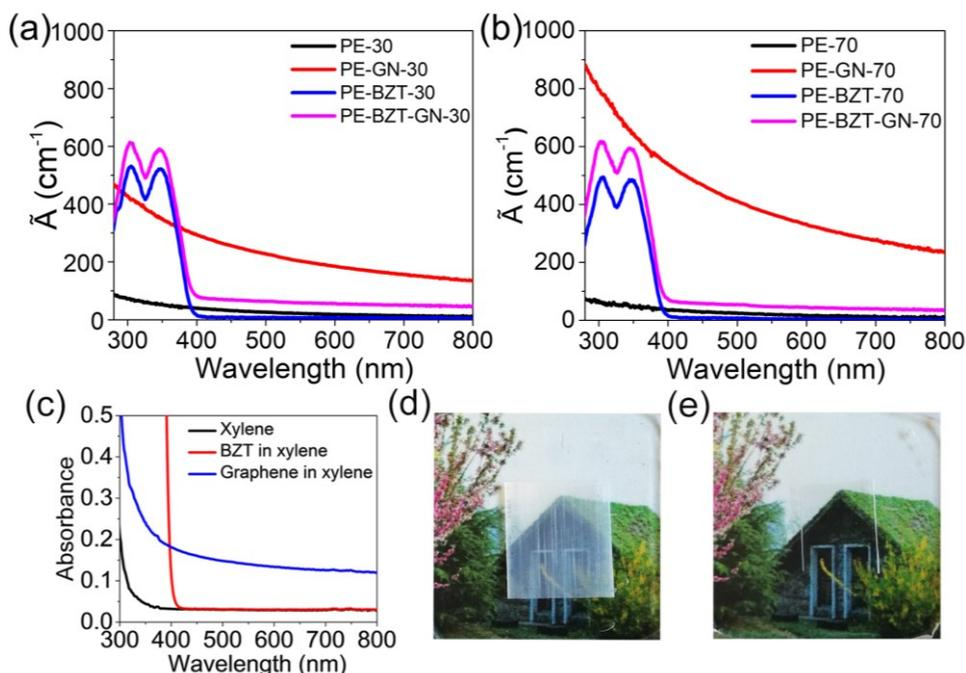 (a)
1000
800
600
400
200
0
Ã (cm⁻¹)
PE-30
PE-GN-30
PE-BZT-30
PE-BZT-GN-30
300 400 500 600 700 800
Wavelength (nm)
(b)
1000
800
600
400
200
0
Ã (cm⁻¹)
PE-70
PE-GN-70
PE-BZT-70
PE-BZT-GN-70
300 400 500 600 700 800
Wavelength (nm)
(c)
0.5
0.4
0.3
0.2
0.1
0.0
Absorbance
Xylene
BZT in xylene
Graphene in xylene
300 400 500 600 700 800
Wavelength (nm)
(d)
(e)